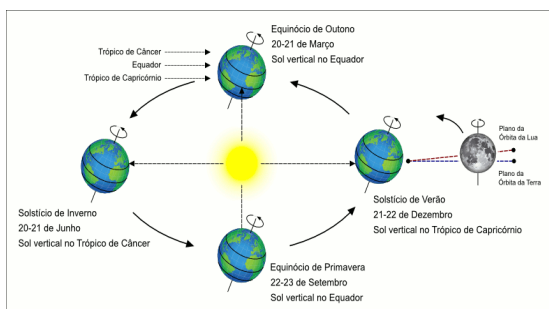 Equinócio de Outono
20-21 de Março
Sol vertical no Equador
Trópico de Câncer
Equador
Trópico de Capricórnio
Plano da
Órbita da Lua
Plano da
Órbita da Terra
Solstício de Inverno
20-21 de Junho
Sol vertical no Trópico de Câncer
Solstício de Verão
21-22 de Dezembro
Sol vertical no Trópico de Capricórnio
Equinócio de Primavera
22-23 de Setembro
Sol vertical no Equador